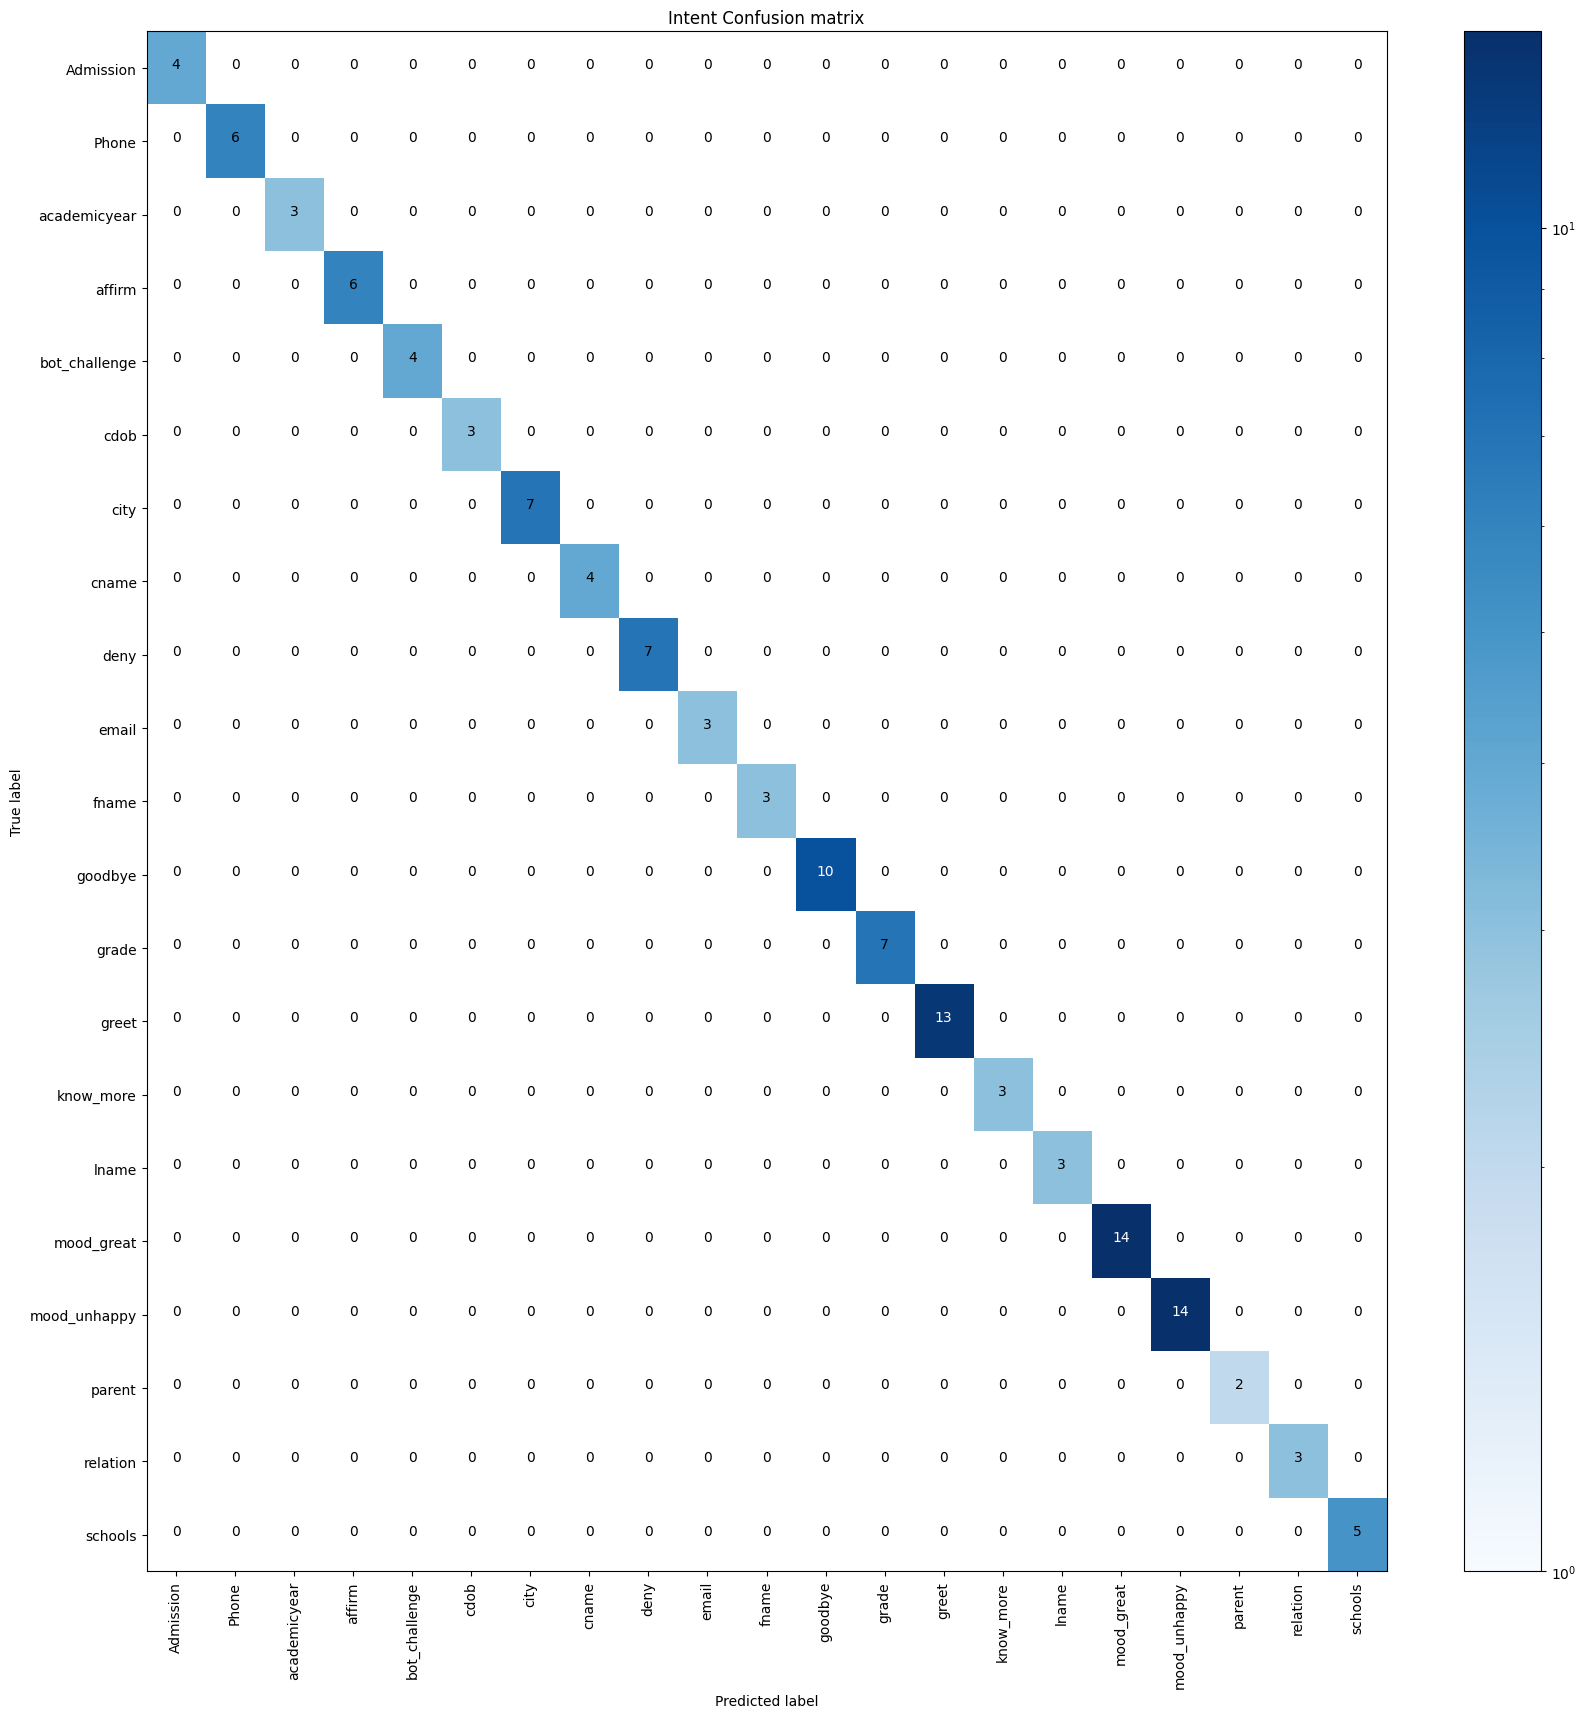 Intent Confusion matrix
Admission 4 0 0 0 0 0 0 0 0 0 0 0 0 0 0 0 0 0 0 0 0
Phone 0 6 0 0 0 0 0 0 0 0 0 0 0 0 0 0 0 0 0 0 0
academicyear 0 0 3 0 0 0 0 0 0 0 0 0 0 0 0 0 0 0 0 0 0
affirm 0 0 0 6 0 0 0 0 0 0 0 0 0 0 0 0 0 0 0 0 0
bot_challenge 0 0 0 0 4 0 0 0 0 0 0 0 0 0 0 0 0 0 0 0 0
cdob 0 0 0 0 0 3 0 0 0 0 0 0 0 0 0 0 0 0 0 0 0
city 0 0 0 0 0 0 7 0 0 0 0 0 0 0 0 0 0 0 0 0 0
cname 0 0 0 0 0 0 0 4 0 0 0 0 0 0 0 0 0 0 0 0 0
deny 0 0 0 0 0 0 0 0 7 0 0 0 0 0 0 0 0 0 0 0 0
email 0 0 0 0 0 0 0 0 0 3 0 0 0 0 0 0 0 0 0 0 0
fname 0 0 0 0 0 0 0 0 0 0 3 0 0 0 0 0 0 0 0 0 0
goodbye 0 0 0 0 0 0 0 0 0 0 0 10 0 0 0 0 0 0 0 0 0
grade 0 0 0 0 0 0 0 0 0 0 0 0 7 0 0 0 0 0 0 0 0
greet 0 0 0 0 0 0 0 0 0 0 0 0 0 13 0 0 0 0 0 0 0
know_more 0 0 0 0 0 0 0 0 0 0 0 0 0 0 3 0 0 0 0 0 0
lname 0 0 0 0 0 0 0 0 0 0 0 0 0 0 0 3 0 0 0 0 0
mood_great 0 0 0 0 0 0 0 0 0 0 0 0 0 0 0 0 14 0 0 0 0
mood_unhappy 0 0 0 0 0 0 0 0 0 0 0 0 0 0 0 0 0 14 0 0 0
parent 0 0 0 0 0 0 0 0 0 0 0 0 0 0 0 0 0 0 2 0 0
relation 0 0 0 0 0 0 0 0 0 0 0 0 0 0 0 0 0 0 0 3 0
schools 0 0 0 0 0 0 0 0 0 0 0 0 0 0 0 0 0 0 0 0 5
True label
Admission
Phone
academicyear
affirm
bot_challenge
cdob
city
cname
deny
email
fname
goodbye
grade
greet
know_more
lname
mood_great
mood_unhappy
parent
relation
schools
Predicted label
10¹
10⁰